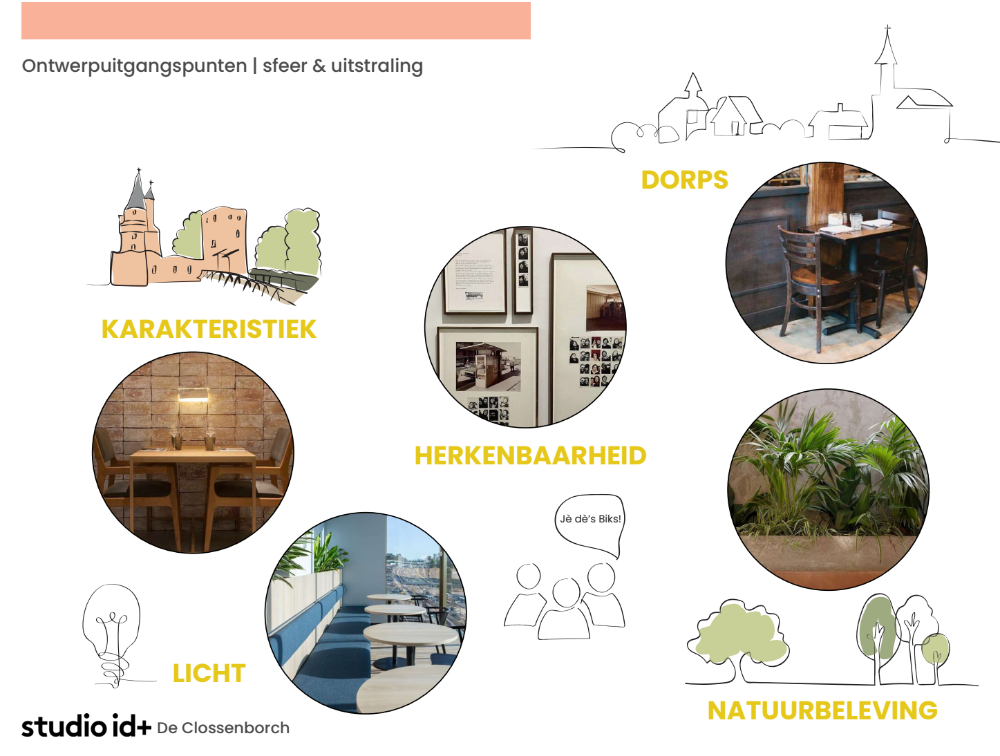 Ontwerpuitgangspunten | sfeer & uitstraling
DORPS
KARAKTERISTIEK
HERKENBAARHEID
Jè dè's Biks!
LICHT
NATUURBELEVING
studio id+ De Clossenborch